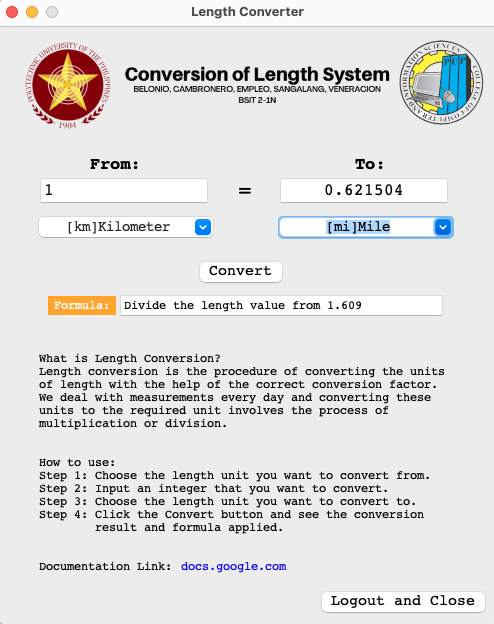 Length Converter
POLYTECHNIC UNIVERSITY OF THE PHILIPPINES
1904
Conversion of Length System
BELONIO, CAMBRONERO, EMPLEO, SANGALANG, VENERACION
BSIT 2-1N
COLLEGE OF COMPUTER AND INFORMATION SCIENCES
PUP
From:
To:
1
=
0.621504
[km]Kilometer
[mi]Mile
Convert
Formula:
Divide the length value from 1.609
What is Length Conversion?
Length conversion is the procedure of converting the units
of length with the help of the correct conversion factor.
We deal with measurements every day and converting these
units to the required unit involves the process of
multiplication or division.
How to use:
Step 1: Choose the length unit you want to convert from.
Step 2: Input an integer that you want to convert.
Step 3: Choose the length unit you want to convert to.
Step 4: Click the Convert button and see the conversion
result and formula applied.
Documentation Link: docs.google.com
Logout and Close